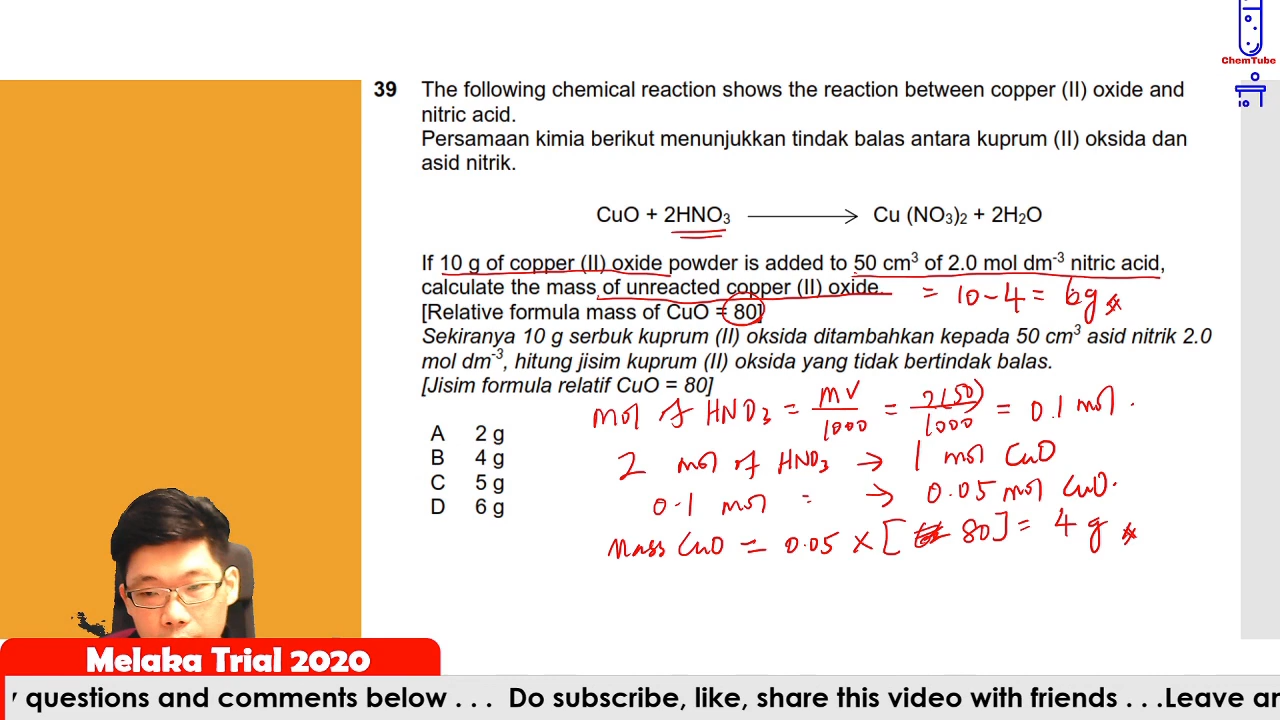 ChemTube
39 The following chemical reaction shows the reaction between copper (II) oxide and
nitric acid.
Persamaan kimia berikut menunjukkan tindak balas antara kuprum (II) oksida dan
asid nitrik.
CuO + 2HNO₃ ⟶ Cu (NO₃)₂ + 2H₂O
If 10 g of copper (II) oxide powder is added to 50 cm³ of 2.0 mol dm⁻³ nitric acid,
calculate the mass of unreacted copper (II) oxide. = 10-4 = 6g
[Relative formula mass of CuO = 80]
Sekiranya 10 g serbuk kuprum (II) oksida ditambahkan kepada 50 cm³ asid nitrik 2.0
mol dm⁻³, hitung jisim kuprum (II) oksida yang tidak bertindak balas.
[Jisim formula relatif CuO = 80]
mol of HNO₃ = MV/1000 = 2(50)/1000 = 0.1 mol.
2 mol of HNO₃ → 1 mol CuO
0.1 mol : → 0.05 mol CuO.
Mass CuO = 0.05 × [80] = 4 g
A 2 g
B 4 g
C 5 g
D 6 g
Melaka Trial 2020
y questions and comments below . . . Do subscribe, like, share this video with friends . . .Leave an